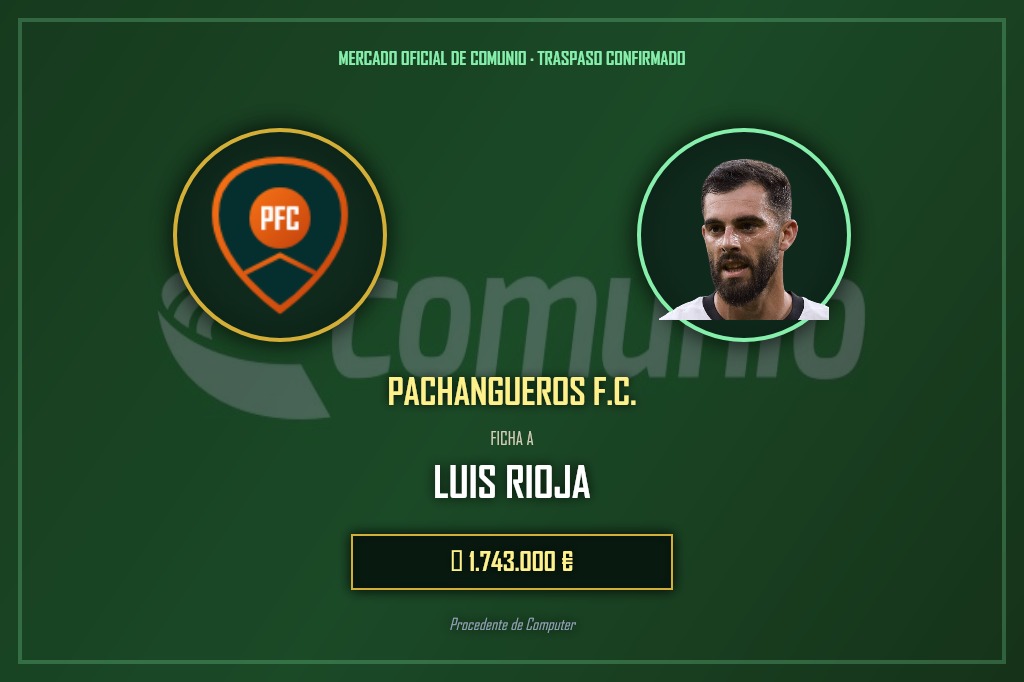 MERCADO OFICIAL DE COMUNIO · TRASPASO CONFIRMADO
PFC
comunio
PACHANGUEROS F.C.
FICHA A
LUIS RIOJA
1.743.000 €
Procedente de Computer